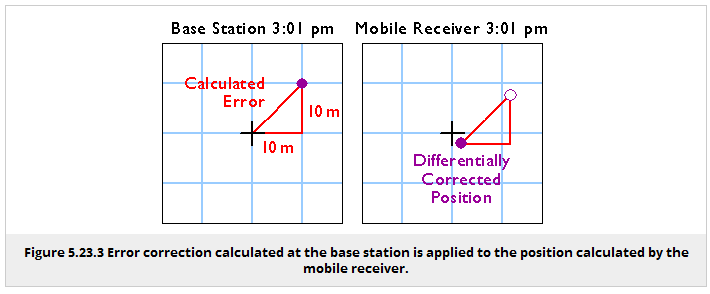 Base Station 3:01 pm
Mobile Receiver 3:01 pm
Calculated
Error
10 m
10 m
Differentially
Corrected
Position
Figure 5.23.3 Error correction calculated at the base station is applied to the position calculated by the
mobile receiver.